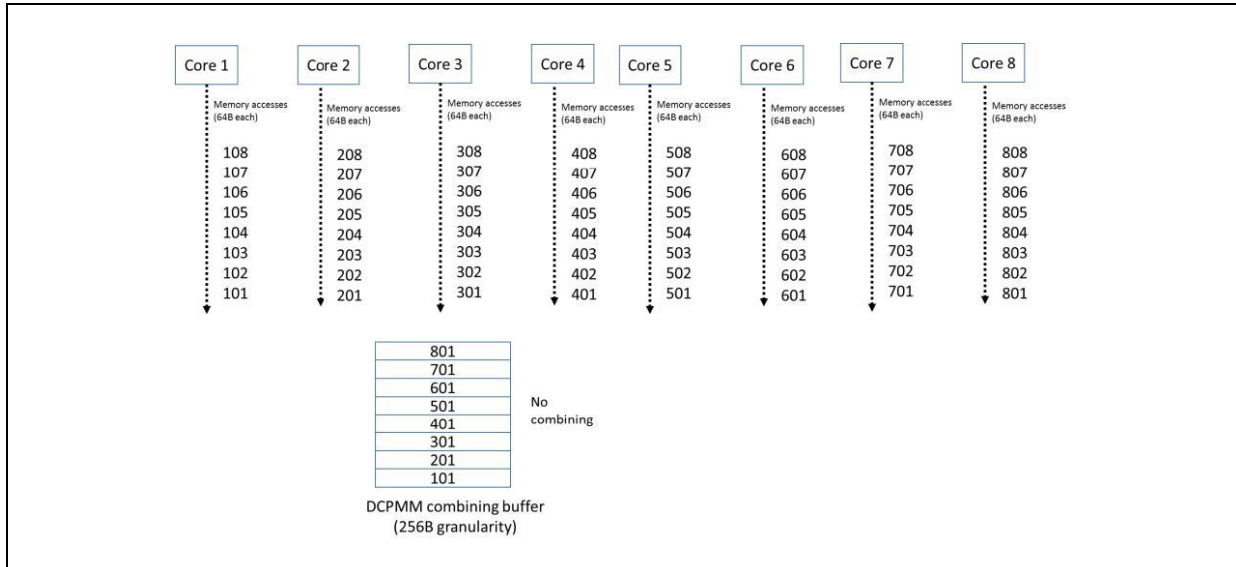 Core 1
Core 2
Core 3
Core 4
Core 5
Core 6
Core 7
Core 8
Memory accesses
(64B each)
Memory accesses
(64B each)
Memory accesses
(64B each)
Memory accesses
(64B each)
Memory accesses
(64B each)
Memory accesses
(64B each)
Memory accesses
(64B each)
Memory accesses
(64B each)
108 208 308 408 508 608 708 808
107 207 307 407 507 607 707 807
106 206 306 406 506 606 706 806
105 205 305 405 505 605 705 805
104 204 304 404 504 604 704 804
103 203 303 403 503 603 703 803
102 202 302 402 502 602 702 802
101 201 301 401 501 601 701 801
801
701
601
501
401
301
201
101
No
combining
DCPMM combining buffer
(256B granularity)